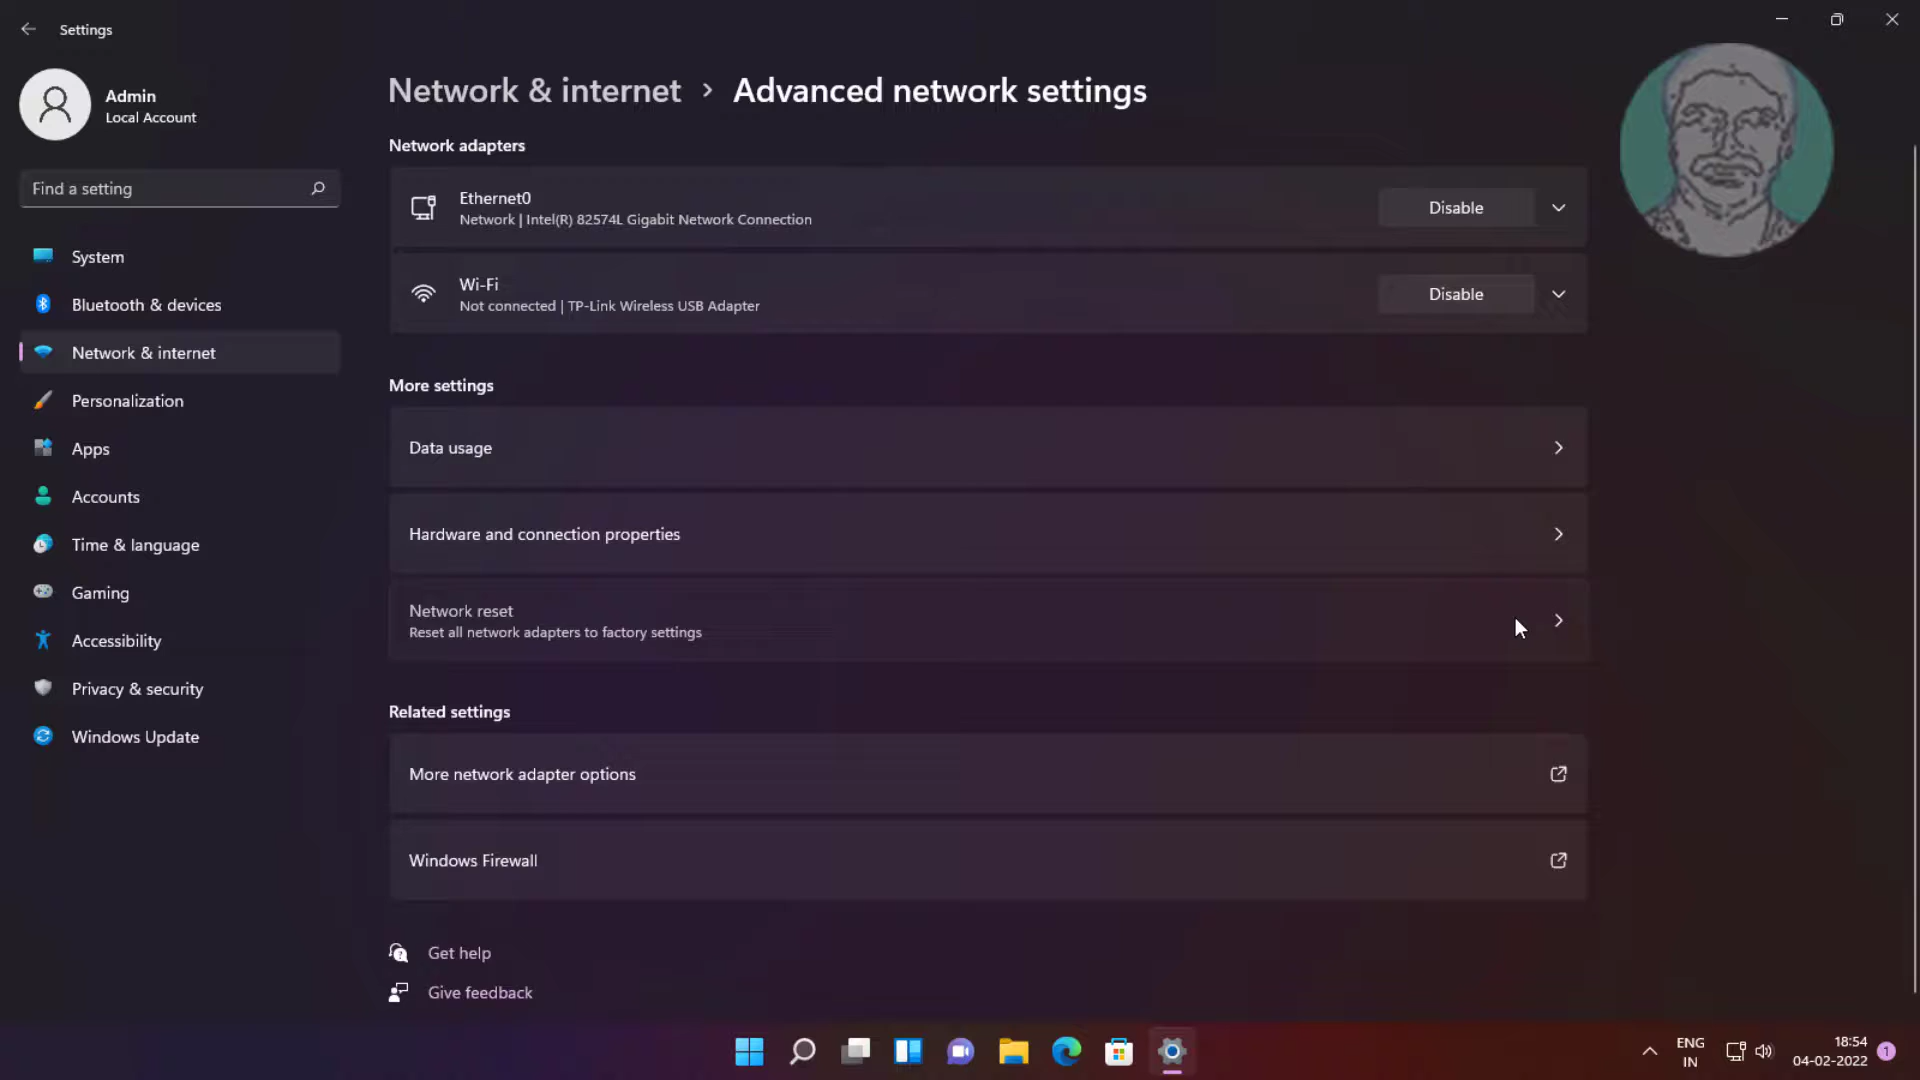 Settings
Admin
Local Account
Find a setting
System
Bluetooth & devices
Network & internet
Personalization
Apps
Accounts
Time & language
Gaming
Accessibility
Privacy & security
Windows Update
Network & internet > Advanced network settings
Network adapters
Ethernet0
Network | Intel(R) 82574L Gigabit Network Connection
Disable
Wi-Fi
Not connected | TP-Link Wireless USB Adapter
Disable
More settings
Data usage
Hardware and connection properties
Network reset
Reset all network adapters to factory settings
Related settings
More network adapter options
Windows Firewall
Get help
Give feedback
ENG
IN
18:54
04-02-2022
1